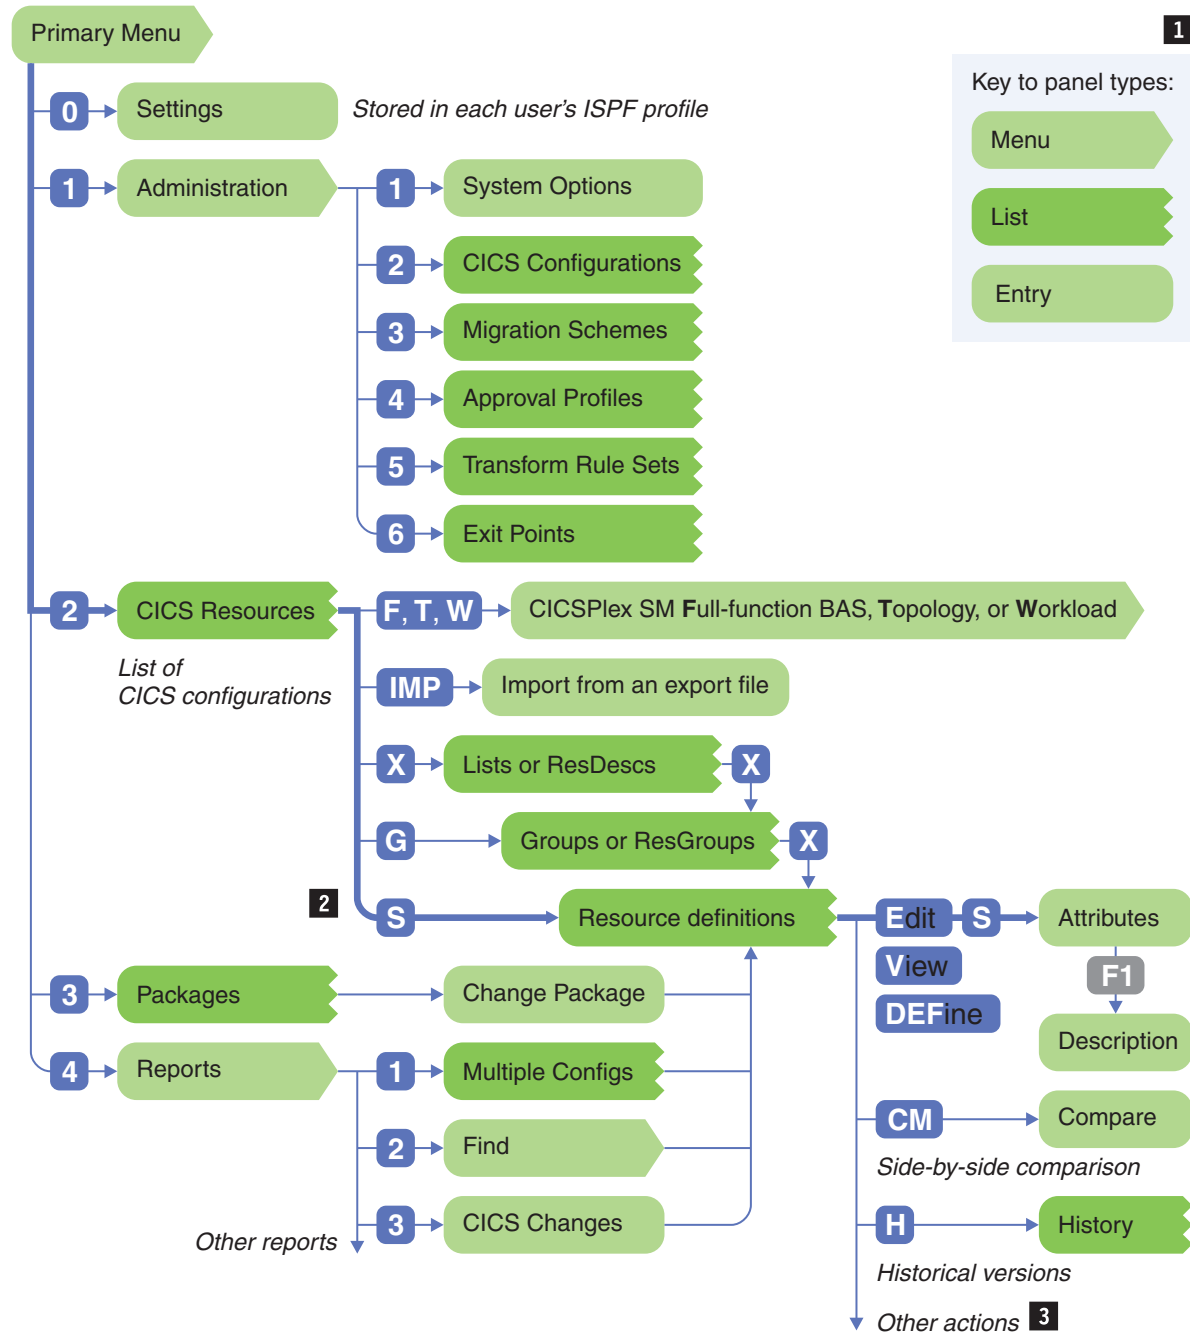 Primary Menu
1
Key to panel types:
Menu
List
Entry
0
Settings
Stored in each user's ISPF profile
1
Administration
1
System Options
2
CICS Configurations
3
Migration Schemes
4
Approval Profiles
5
Transform Rule Sets
6
Exit Points
2
CICS Resources
List of
CICS configurations
F, T, W
CICSPlex SM Full-function BAS, Topology, or Workload
IMP
Import from an export file
X
Lists or ResDescs
X
G
Groups or ResGroups
X
2
S
Resource definitions
Edit
S
Attributes
View
F1
DEFine
Description
3
Packages
Change Package
4
Reports
1
Multiple Configs
2
Find
3
CICS Changes
Other reports
CM
Compare
Side-by-side comparison
H
History
Historical versions
Other actions 3